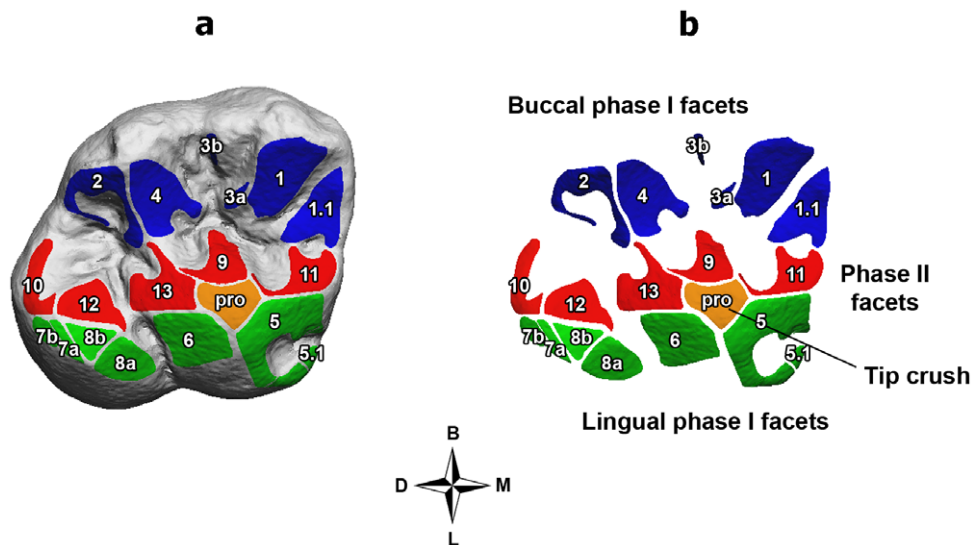 a
b
Buccal phase I facets
3b
2
4
3a
1
1.1
10
12
13
9
11
pro
7b
7a
8b
8a
6
5
5.1
3b
2
4
3a
1
1.1
10
12
13
9
11
pro
7b
7a
8b
8a
6
5
5.1
Phase II
facets
Tip crush
Lingual phase I facets
B
D
M
L